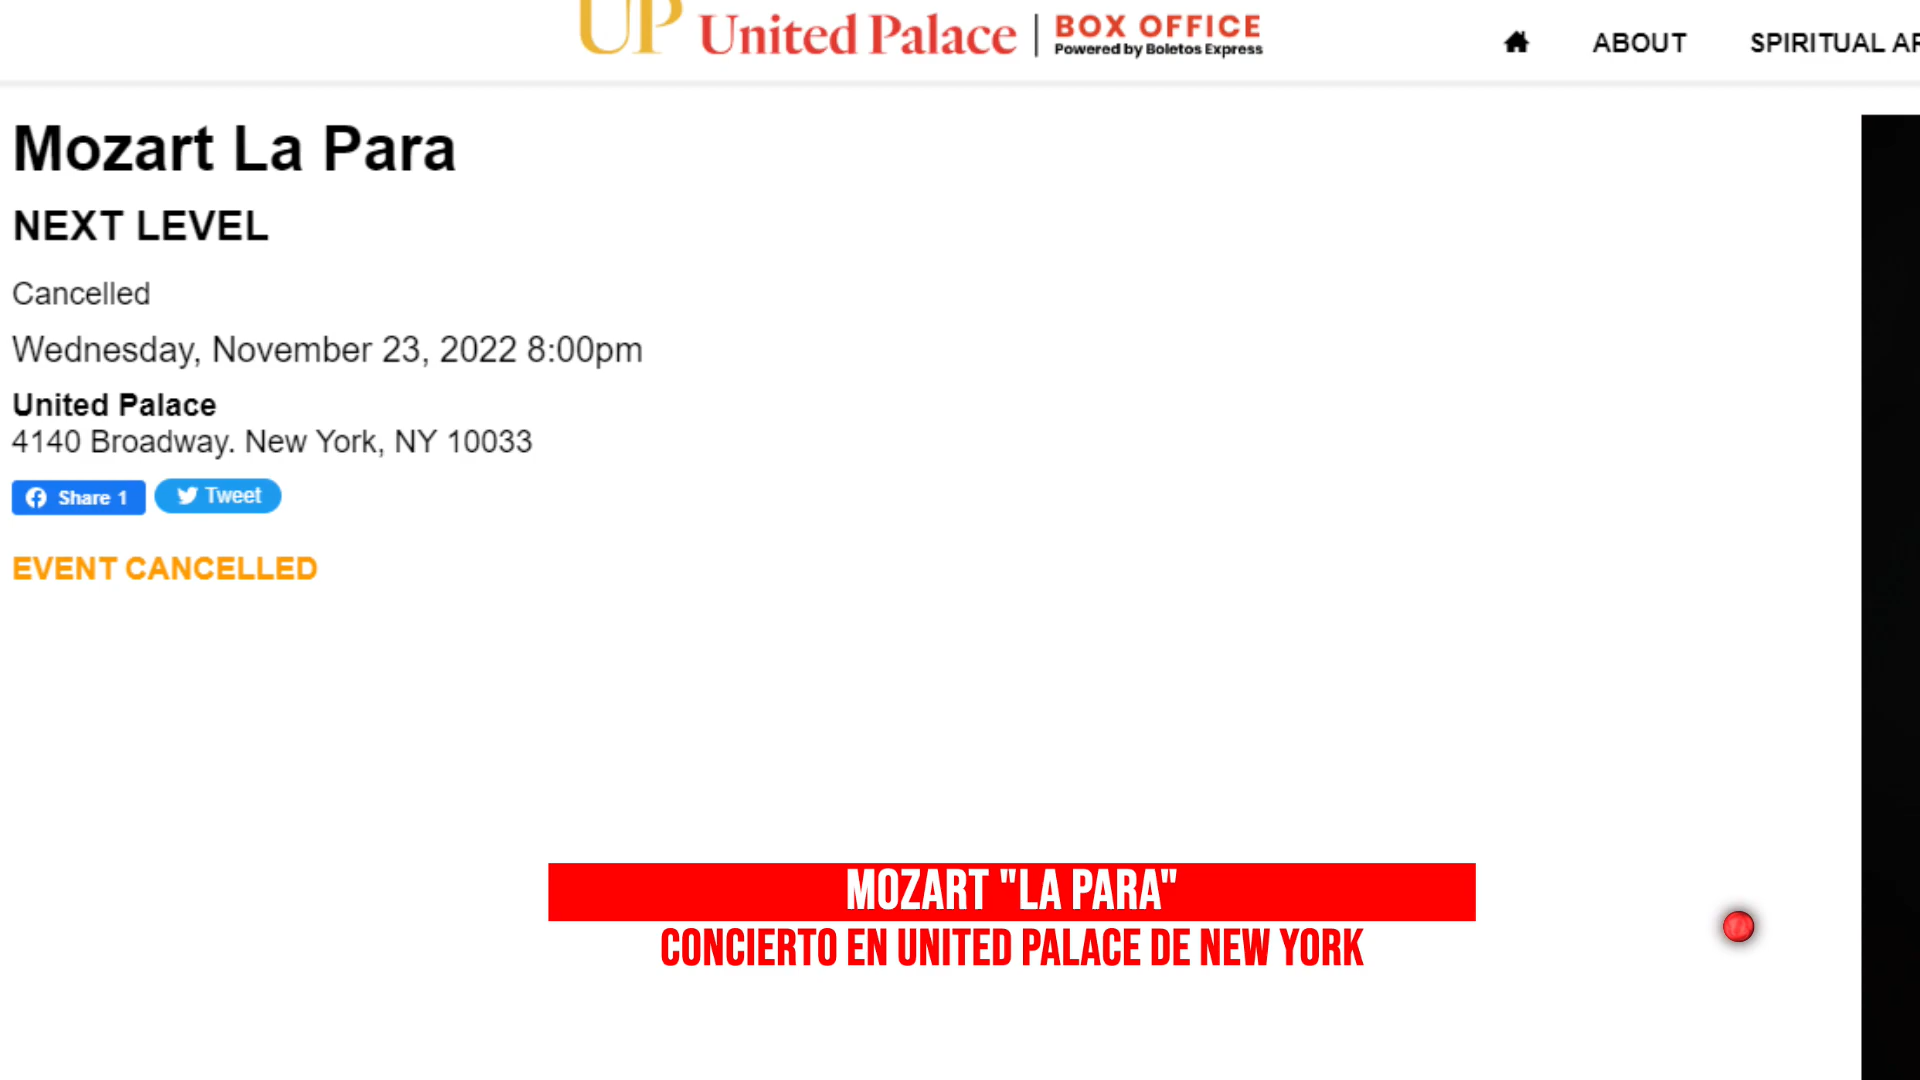 UP United Palace | BOX OFFICE
Powered by Boletos Express
ABOUT
SPIRITUAL
Mozart La Para
NEXT LEVEL
Cancelled
Wednesday, November 23, 2022 8:00pm
United Palace
4140 Broadway. New York, NY 10033
Share 1
Tweet
EVENT CANCELLED
MOZART "LA PARA"
CONCIERTO EN UNITED PALACE DE NEW YORK